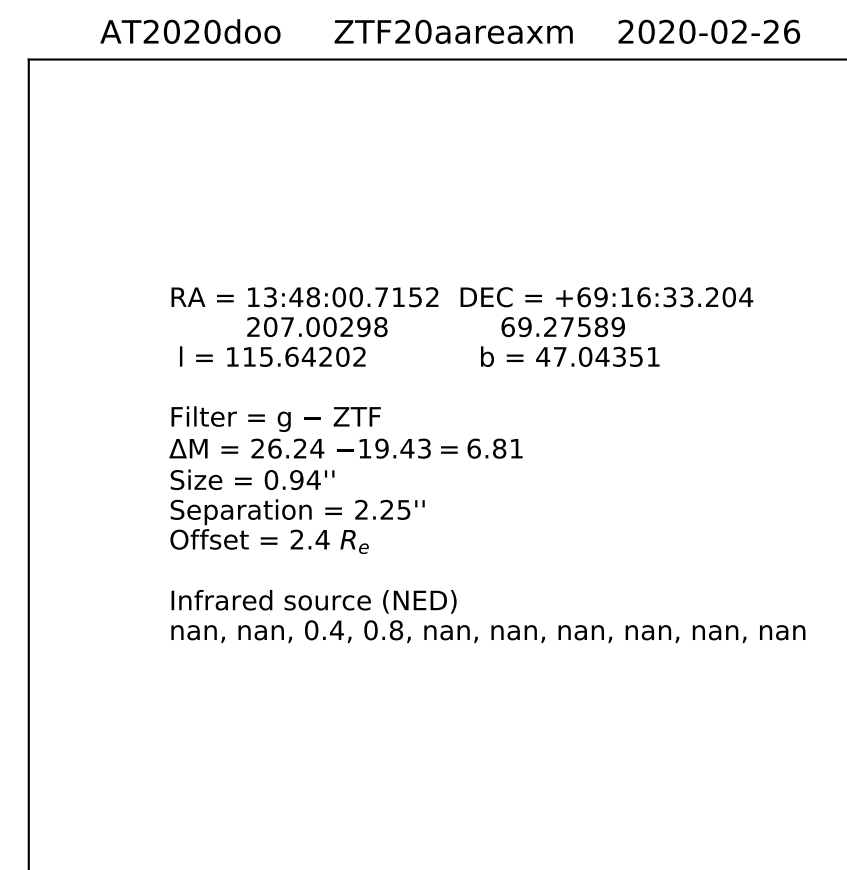 AT2020doo ZTF20aareaxm 2020-02-26
RA = 13:48:00.7152 DEC = +69:16:33.204
207.00298 69.27589
l = 115.64202 b = 47.04351
Filter = g − ZTF
ΔM = 26.24 −19.43 = 6.81
Size = 0.94''
Separation = 2.25''
Offset = 2.4 Rₑ
Infrared source (NED)
nan, nan, 0.4, 0.8, nan, nan, nan, nan, nan, nan